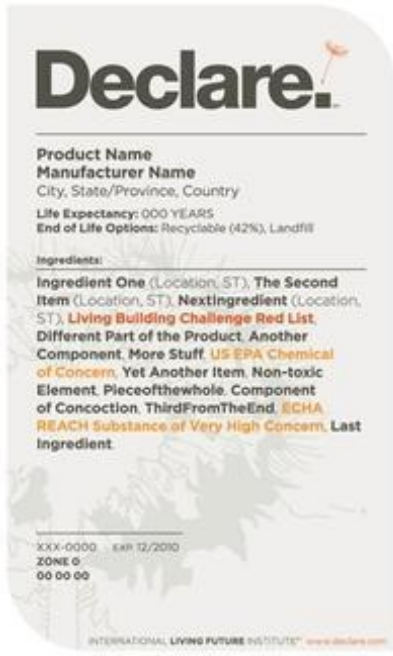 Declare.
Product Name
Manufacturer Name
City, State/Province, Country
Life Expectancy: 000 YEARS
End of Life Options: Recyclable (42%), Landfill
Ingredients:
Ingredient One (Location, ST), The Second
Item (Location, ST), NextIngredient (Location,
ST), Living Building Challenge Red List,
Different Part of the Product, Another
Component, More Stuff, US EPA Chemical
of Concern, Yet Another Item, Non-toxic
Element, Pieceofthewhole, Component
of Concoction, ThirdFromTheEnd, ECHA
REACH Substance of Very High Concern, Last
Ingredient
XXX-0000 EXP. 12/2010
ZONE 0
00 00 00
INTERNATIONAL LIVING FUTURE INSTITUTE™ www.declare.com